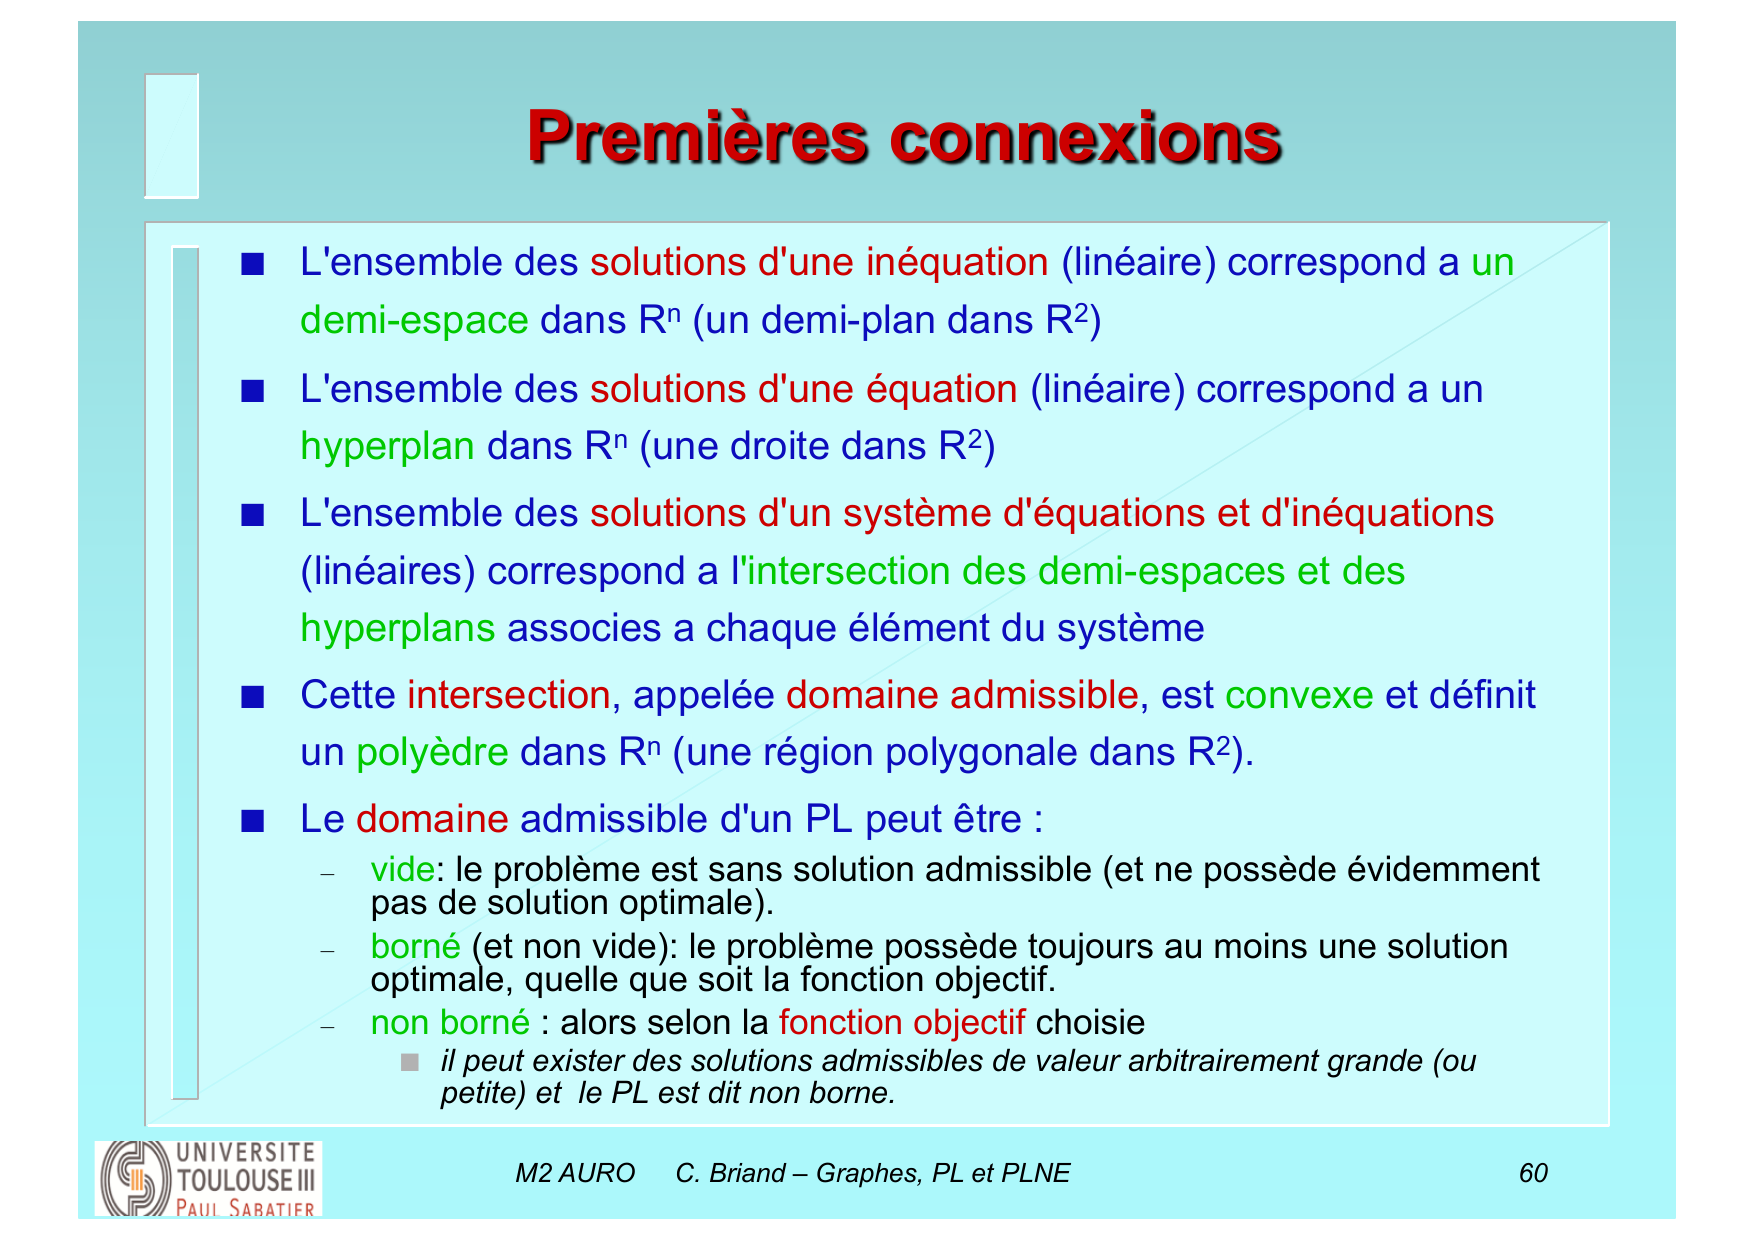 Premières connexions
L'ensemble des solutions d'une inéquation (linéaire) correspond a un
demi-espace dans Rⁿ (un demi-plan dans R²)
L'ensemble des solutions d'une équation (linéaire) correspond a un
hyperplan dans Rⁿ (une droite dans R²)
L'ensemble des solutions d'un système d'équations et d'inéquations
(linéaires) correspond a l'intersection des demi-espaces et des
hyperplans associes a chaque élément du système
Cette intersection, appelée domaine admissible, est convexe et définit
un polyèdre dans Rⁿ (une région polygonale dans R²).
Le domaine admissible d'un PL peut être :
– vide: le problème est sans solution admissible (et ne possède évidemment
pas de solution optimale).
– borné (et non vide): le problème possède toujours au moins une solution
optimale, quelle que soit la fonction objectif.
– non borné : alors selon la fonction objectif choisie
il peut exister des solutions admissibles de valeur arbitrairement grande (ou
petite) et le PL est dit non borne.
UNIVERSITE
TOULOUSE III
PAUL SABATIER
M2 AURO C. Briand – Graphes, PL et PLNE 60